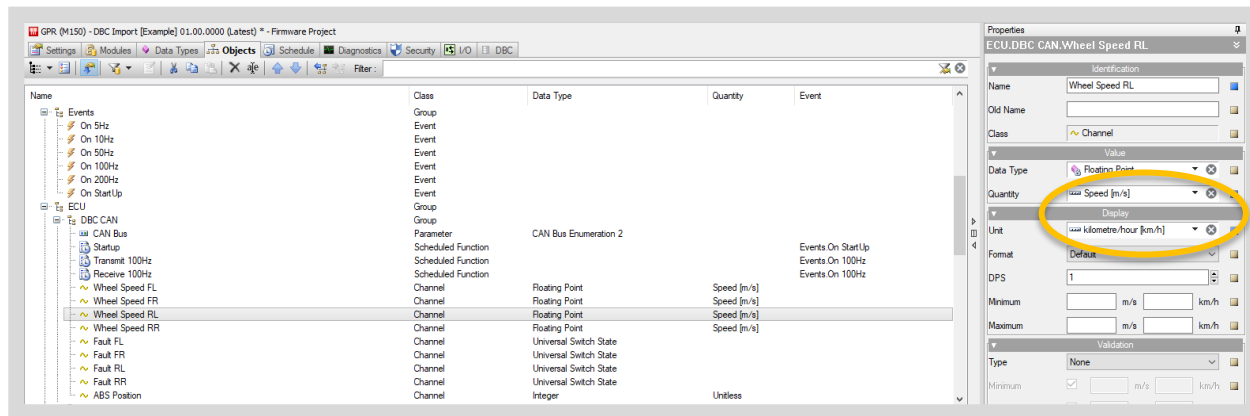 GPR (M150) - DBC Import [Example] 01.00.0000 (Latest) * - Firmware Project
Settings Modules Data Types Objects Schedule Diagnostics Security I/O DBC
Filter :
Name Class Data Type Quantity Event
Events Group
On 5Hz Event
On 10Hz Event
On 50Hz Event
On 100Hz Event
On 200Hz Event
On StartUp Event
ECU Group
DBC CAN Group
CAN Bus Parameter CAN Bus Enumeration 2
Startup Scheduled Function Events.On StartUp
Transmit 100Hz Scheduled Function Events.On 100Hz
Receive 100Hz Scheduled Function Events.On 100Hz
Wheel Speed FL Channel Floating Point Speed [m/s]
Wheel Speed FR Channel Floating Point Speed [m/s]
Wheel Speed RL Channel Floating Point Speed [m/s]
Wheel Speed RR Channel Floating Point Speed [m/s]
Fault FL Channel Universal Switch State
Fault FR Channel Universal Switch State
Fault RL Channel Universal Switch State
Fault RR Channel Universal Switch State
ABS Position Channel Integer Unitless
Properties
ECU.DBC CAN.Wheel Speed RL
Identification
Name Wheel Speed RL
Old Name
Class Channel
Value
Data Type Floating Point
Quantity Speed [m/s]
Display
Unit kilometre/hour [km/h]
Format Default
DPS 1
Minimum m/s km/h
Maximum m/s km/h
Validation
Type None
Minimum m/s km/h